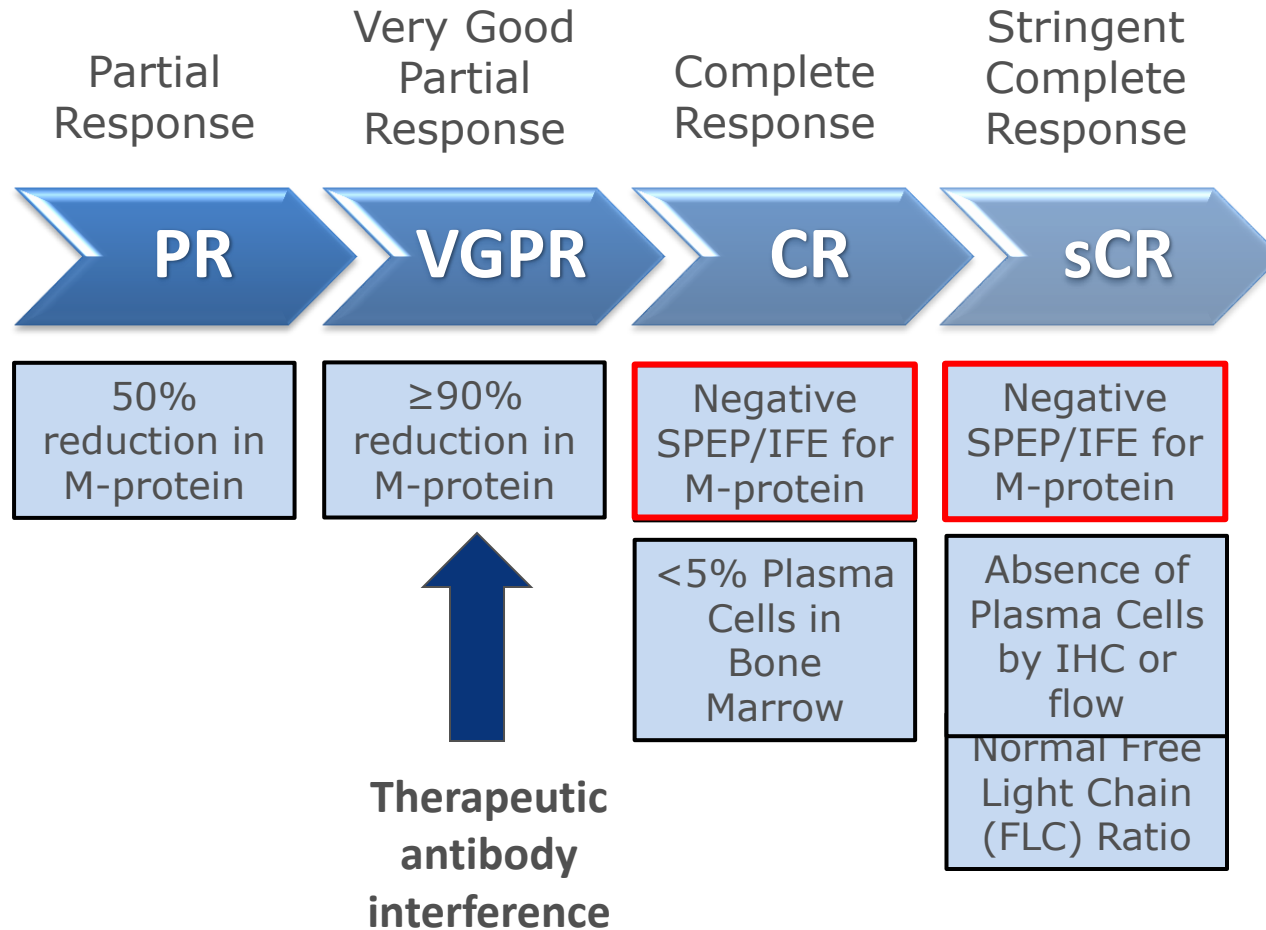 Partial
Response
Very Good
Partial
Response
Complete
Response
Stringent
Complete
Response
PR
VGPR
CR
sCR
50%
reduction in
M-protein
≥90%
reduction in
M-protein
Negative
SPEP/IFE for
M-protein
Negative
SPEP/IFE for
M-protein
<5% Plasma
Cells in
Bone
Marrow
Absence of
Plasma Cells
by IHC or
flow
Normal Free
Light Chain
(FLC) Ratio
Therapeutic
antibody
interference